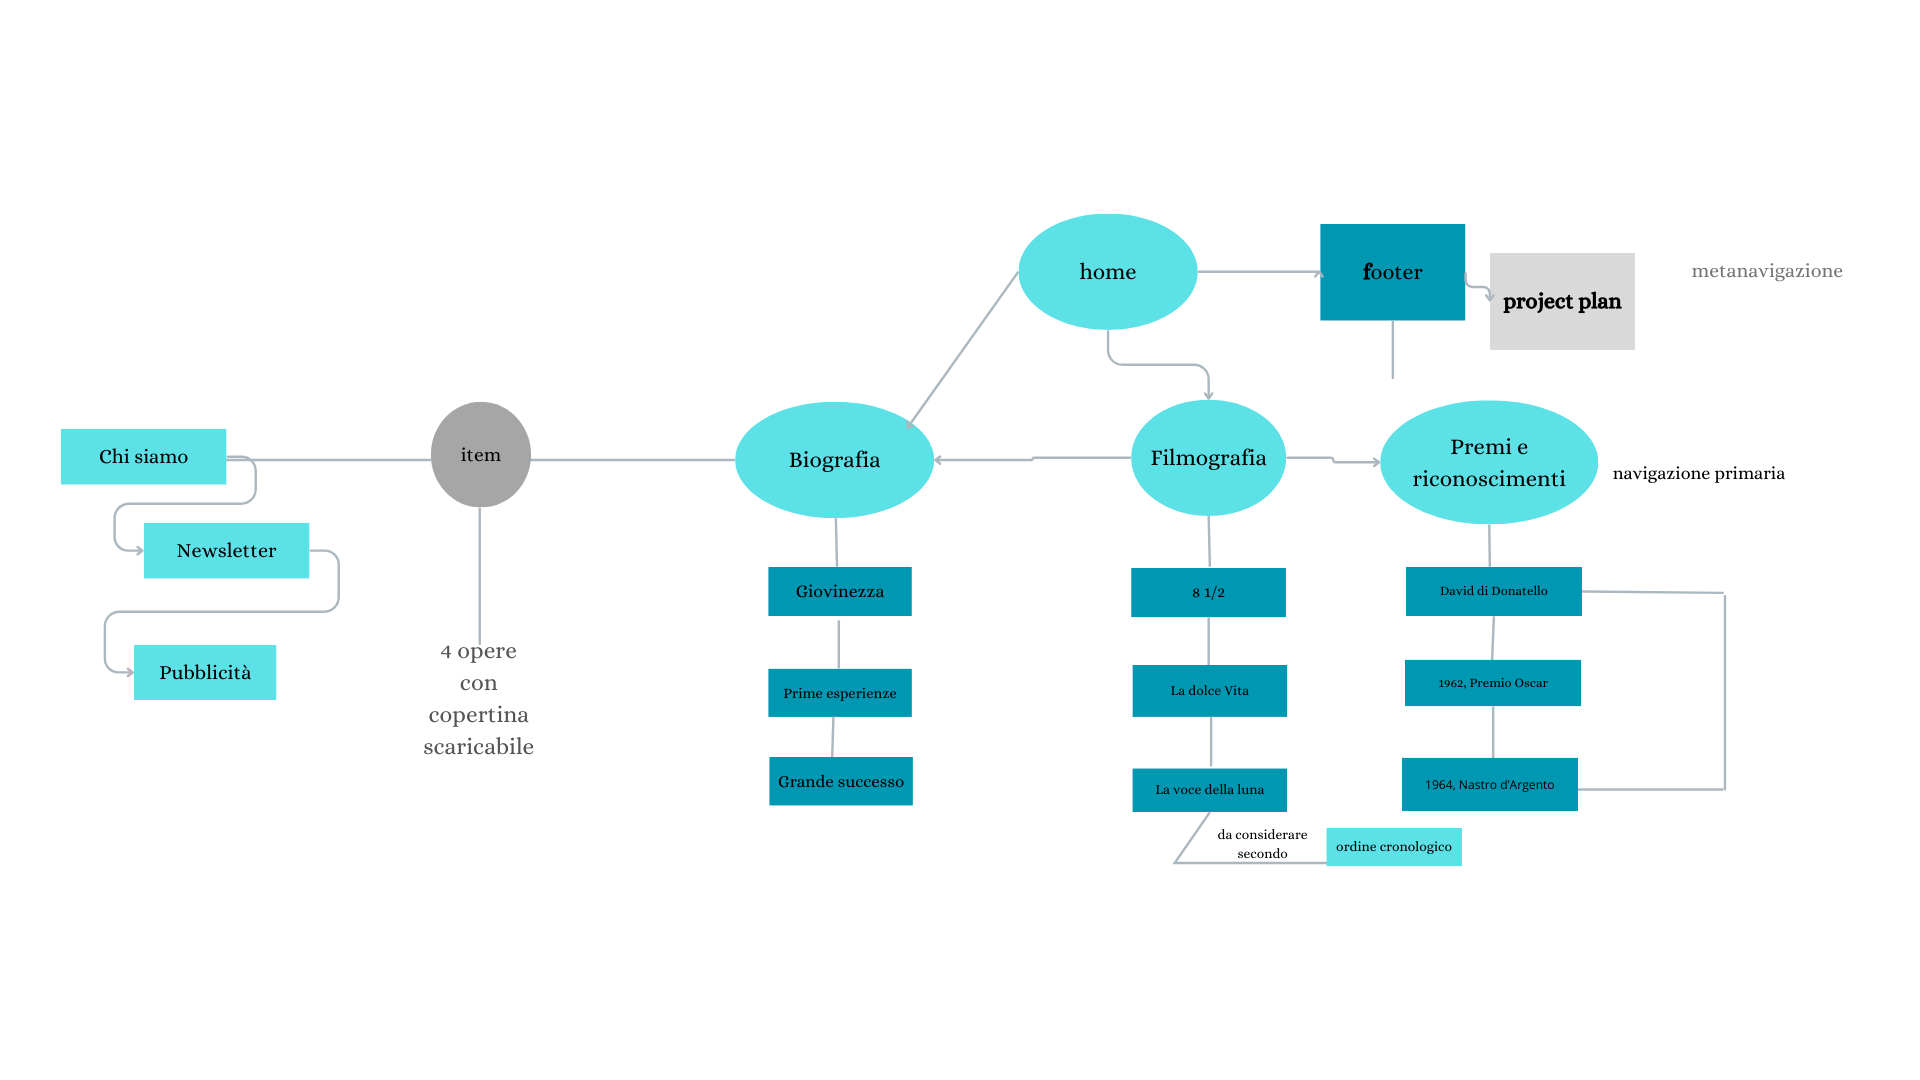 home
footer
project plan
metanavigazione
Chi siamo
item
Biografia
Filmografia
Premi e
riconoscimenti
navigazione primaria
Newsletter
Pubblicità
4 opere
con
copertina
scaricabile
Giovinezza
Prime esperienze
Grande successo
8 1/2
La dolce Vita
La voce della luna
da considerare
secondo
ordine cronologico
David di Donatello
1962, Premio Oscar
1964, Nastro d'Argento